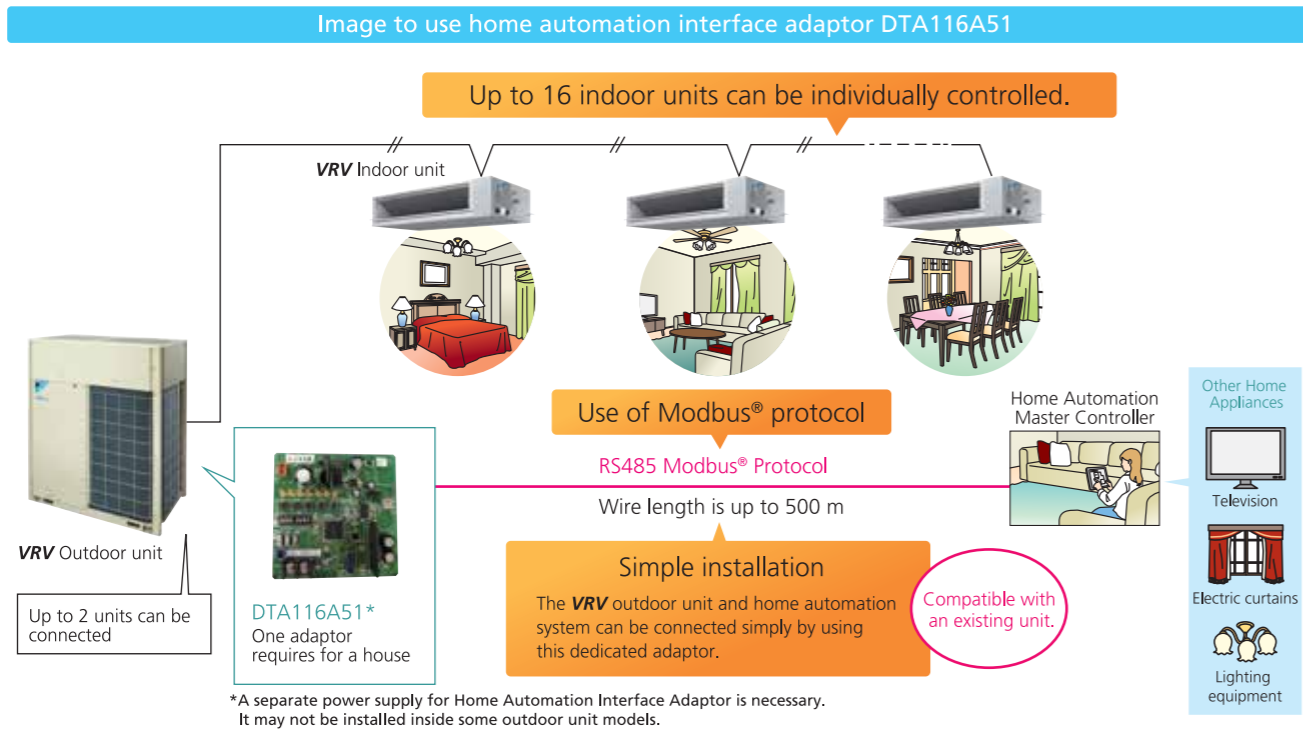 Image to use home automation interface adaptor DTA116A51
Up to 16 indoor units can be individually controlled.
VRV Indoor unit
Use of Modbus® protocol
RS485 Modbus® Protocol
Wire length is up to 500 m
Home Automation
Master Controller
Other Home
Appliances
Television
Electric curtains
Lighting
equipment
VRV Outdoor unit
Up to 2 units can be
connected
DTA116A51*
One adaptor
requires for a house
Simple installation
The VRV outdoor unit and home automation
system can be connected simply by using
this dedicated adaptor.
Compatible with
an existing unit.
*A separate power supply for Home Automation Interface Adaptor is necessary.
It may not be installed inside some outdoor unit models.